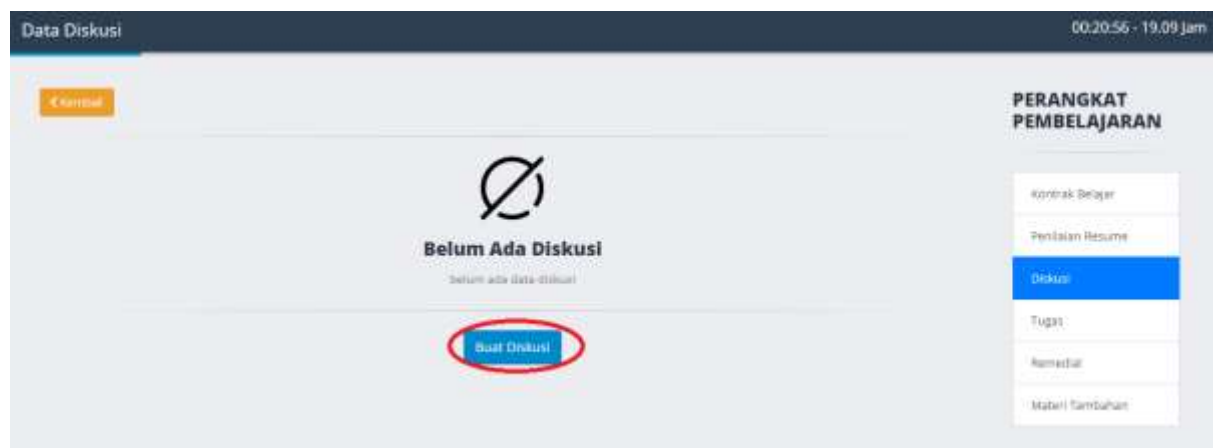 Data Diskusi
00:20:56 - 19.09 Jam
Kembali
PERANGKAT
PEMBELAJARAN
Belum Ada Diskusi
belum ada data diskusi
Buat Diskusi
Kontrak Belajar
Penilaian Resume
Diskusi
Tugas
Remedial
Materi Tambahan